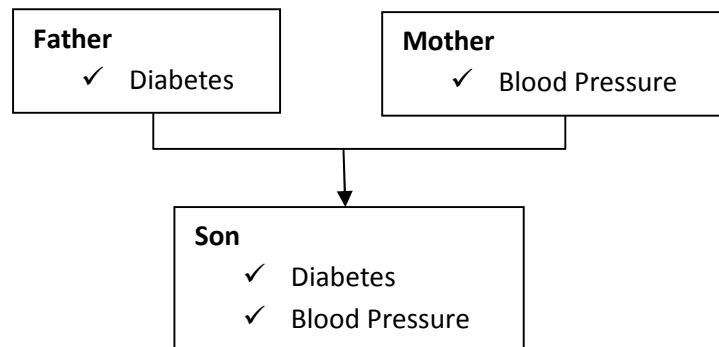 Father
✓ Diabetes
Mother
✓ Blood Pressure
Son
✓ Diabetes
✓ Blood Pressure